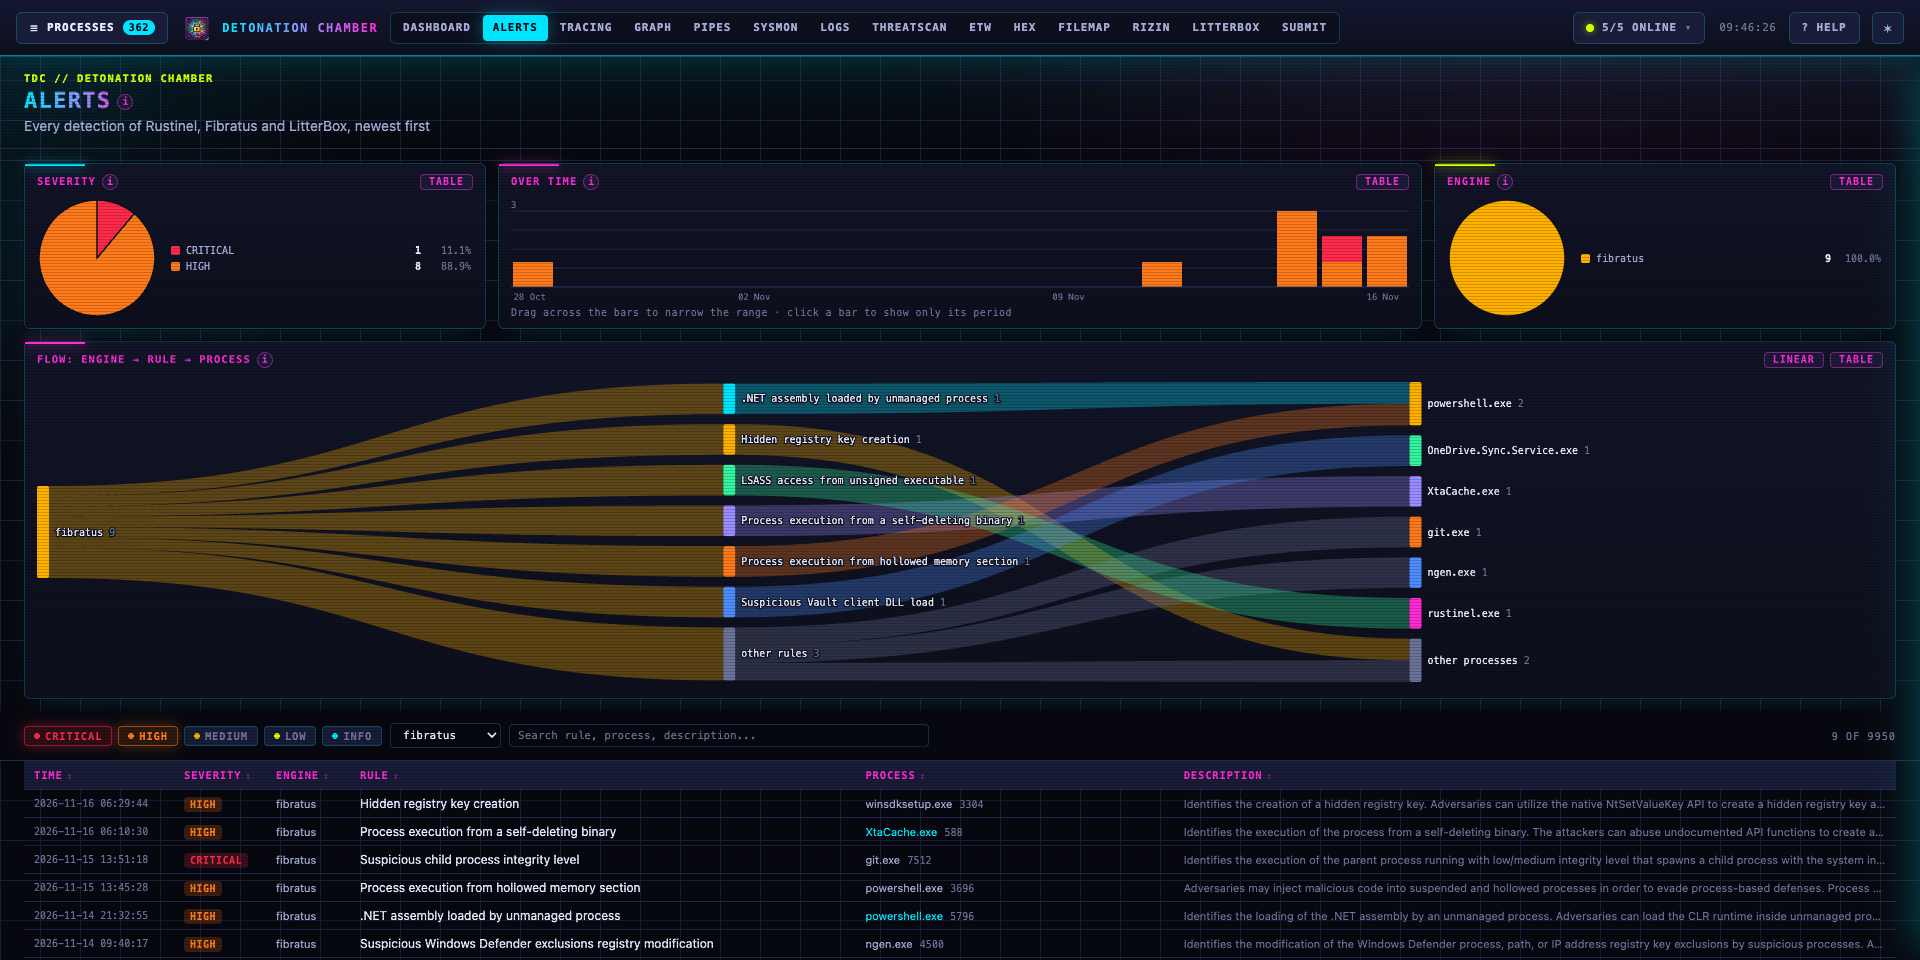 ≡ PROCESSES 362 DETONATION CHAMBER DASHBOARD ALERTS TRACING GRAPH PIPES SYSMON LOGS THREATSCAN ETW HEX FILEMAP RIZIN LITTERBOX SUBMIT 5/5 ONLINE ▾ 09:46:26 ? HELP ✶
TDC // DETONATION CHAMBER
ALERTS i
Every detection of Rustinel, Fibratus and LitterBox, newest first
SEVERITY i TABLE
CRITICAL 1 11.1%
HIGH 8 88.9%
OVER TIME i TABLE
3
28 Oct 02 Nov 09 Nov 16 Nov
Drag across the bars to narrow the range · click a bar to show only its period
ENGINE i TABLE
fibratus 9 100.0%
FLOW: ENGINE → RULE → PROCESS i LINEAR TABLE
fibratus 9
.NET assembly loaded by unmanaged process 1
Hidden registry key creation 1
LSASS access from unsigned executable 1
Process execution from a self-deleting binary 1
Process execution from hollowed memory section 1
Suspicious Vault client DLL load 1
other rules 3
powershell.exe 2
OneDrive.Sync.Service.exe 1
XtaCache.exe 1
git.exe 1
ngen.exe 1
rustinel.exe 1
other processes 2
CRITICAL HIGH MEDIUM LOW INFO fibratus Search rule, process, description... 9 OF 9950
TIME SEVERITY ENGINE RULE PROCESS DESCRIPTION
2026-11-16 06:29:44 HIGH fibratus Hidden registry key creation winsdksetup.exe 3304 Identifies the creation of a hidden registry key. Adversaries can utilize the native NtSetValueKey API to create a hidden registry key a...
2026-11-16 06:10:30 HIGH fibratus Process execution from a self-deleting binary XtaCache.exe 588 Identifies the execution of the process from a self-deleting binary. The attackers can abuse undocumented API functions to create a...
2026-11-15 13:51:18 CRITICAL fibratus Suspicious child process integrity level git.exe 7512 Identifies the execution of the parent process running with low/medium integrity level that spawns a child process with the system in...
2026-11-15 13:45:28 HIGH fibratus Process execution from hollowed memory section powershell.exe 3696 Adversaries may inject malicious code into suspended and hollowed processes in order to evade process-based defenses. Process ...
2026-11-14 21:32:55 HIGH fibratus .NET assembly loaded by unmanaged process powershell.exe 5796 Identifies the loading of the .NET assembly by an unmanaged process. Adversaries can load the CLR runtime inside unmanaged pro...
2026-11-14 09:40:17 HIGH fibratus Suspicious Windows Defender exclusions registry modification ngen.exe 4500 Identifies the modification of the Windows Defender process, path, or IP address registry key exclusions by suspicious processes. A...